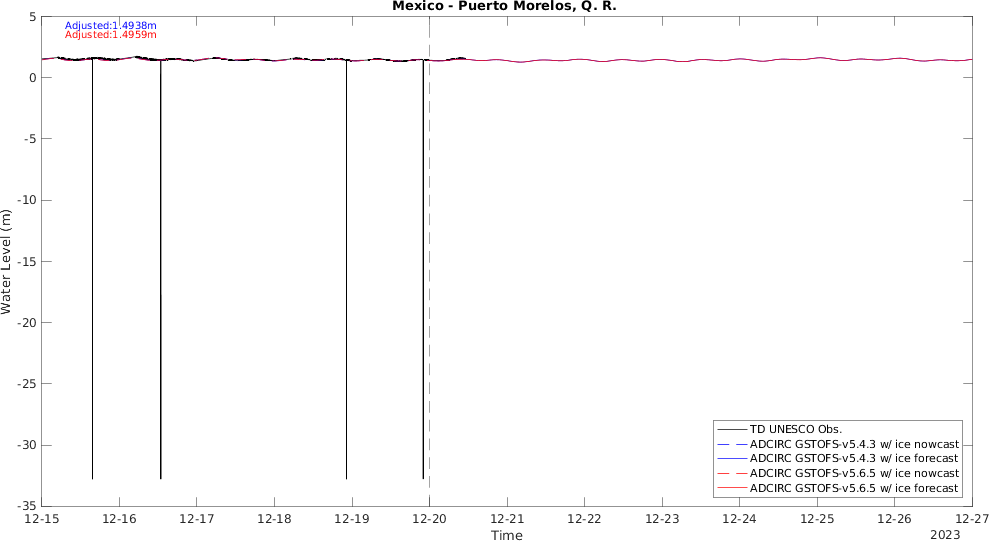 Mexico - Puerto Morelos, Q. R.
Adjusted:1.4938m
Adjusted:1.4959m
5
0
-5
-10
-15
-20
-25
-30
-35
Water Level (m)
TD UNESCO Obs.
ADCIRC GSTOFS-v5.4.3 w/ ice nowcast
ADCIRC GSTOFS-v5.4.3 w/ ice forecast
ADCIRC GSTOFS-v5.6.5 w/ ice nowcast
ADCIRC GSTOFS-v5.6.5 w/ ice forecast
12-15 12-16 12-17 12-18 12-19 12-20 12-21 12-22 12-23 12-24 12-25 12-26 12-27
Time
2023